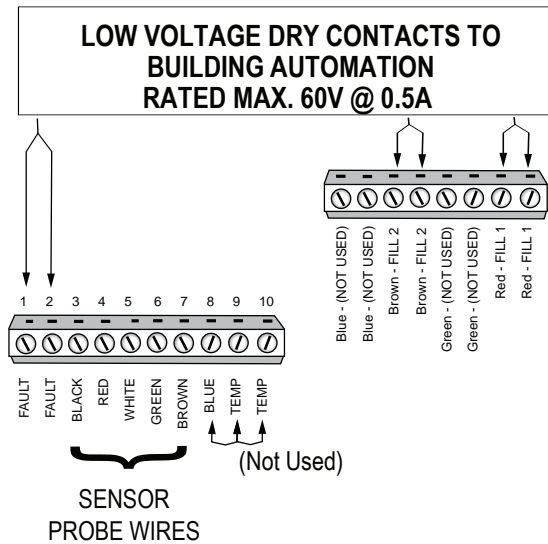 LOW VOLTAGE DRY CONTACTS TO
BUILDING AUTOMATION
RATED MAX. 60V @ 0.5A
Blue - (NOT USED)
Blue - (NOT USED)
Brown - FILL 2
Brown - FILL 2
Green - (NOT USED)
Green - (NOT USED)
Red - FILL 1
Red - FILL 1
1 2 3 4 5 6 7 8 9 10
FAULT
FAULT
BLACK
RED
WHITE
GREEN
BROWN
BLUE
TEMP
TEMP
(Not Used)
SENSOR
PROBE WIRES